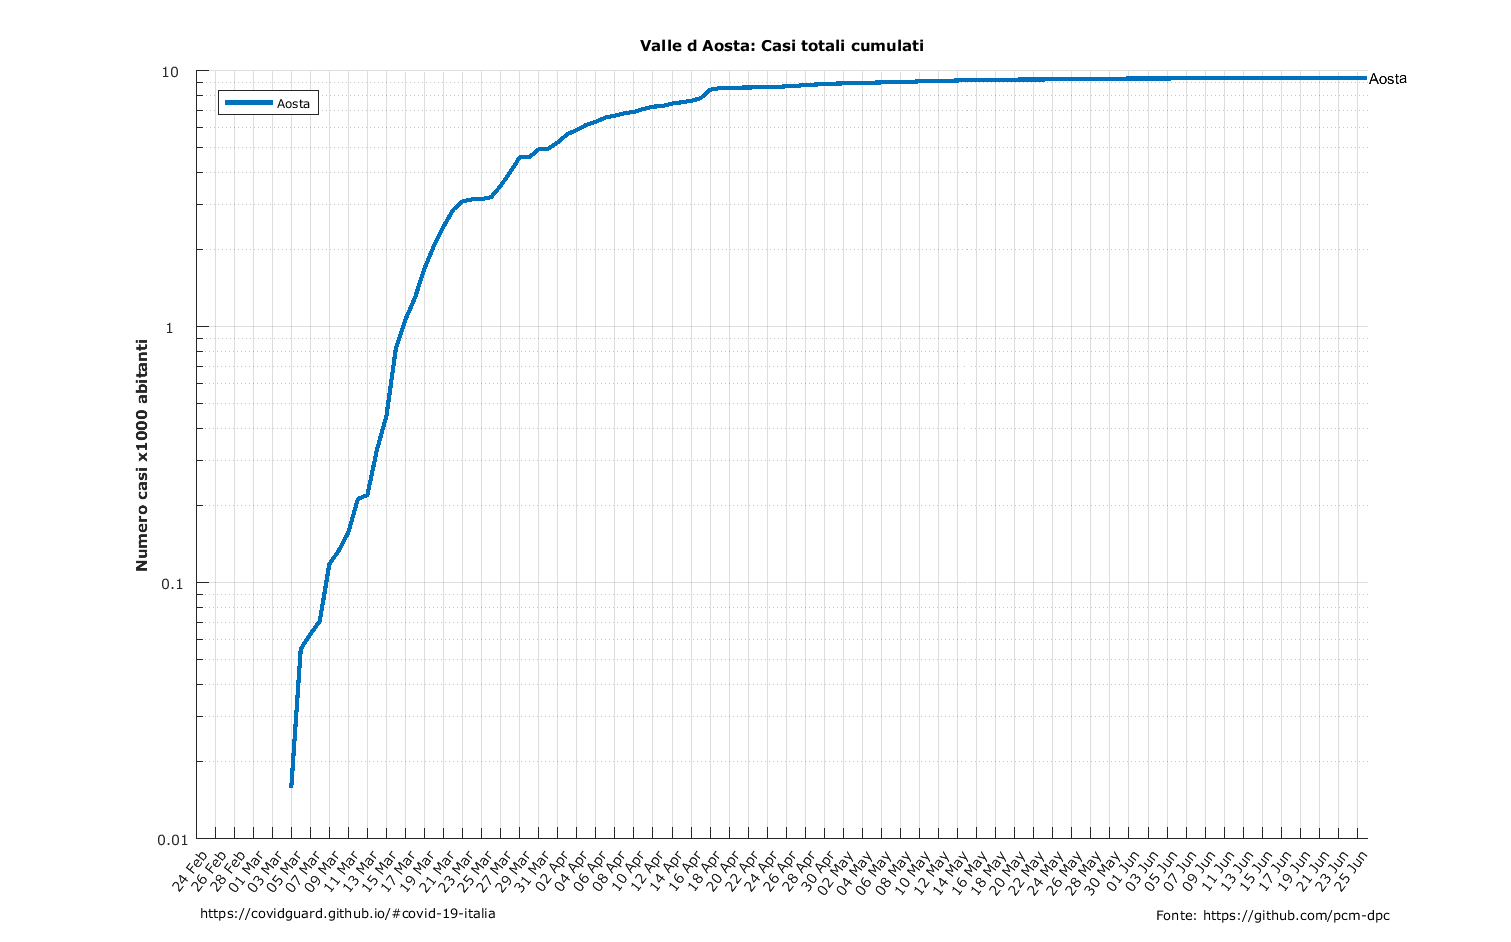 Valle d Aosta: Casi totali cumulati
10
Aosta
Aosta
1
Numero casi x1000 abitanti
0.1
0.01
24 Feb
26 Feb
28 Feb
01 Mar
03 Mar
05 Mar
07 Mar
09 Mar
11 Mar
13 Mar
15 Mar
17 Mar
19 Mar
21 Mar
23 Mar
25 Mar
27 Mar
29 Mar
31 Mar
02 Apr
04 Apr
06 Apr
08 Apr
10 Apr
12 Apr
14 Apr
16 Apr
18 Apr
20 Apr
22 Apr
24 Apr
26 Apr
28 Apr
30 Apr
02 May
04 May
06 May
08 May
10 May
12 May
14 May
16 May
18 May
20 May
22 May
24 May
26 May
28 May
30 May
01 Jun
03 Jun
05 Jun
07 Jun
09 Jun
11 Jun
13 Jun
15 Jun
17 Jun
19 Jun
21 Jun
23 Jun
25 Jun
https://covidguard.github.io/#covid-19-italia
Fonte: https://github.com/pcm-dpc